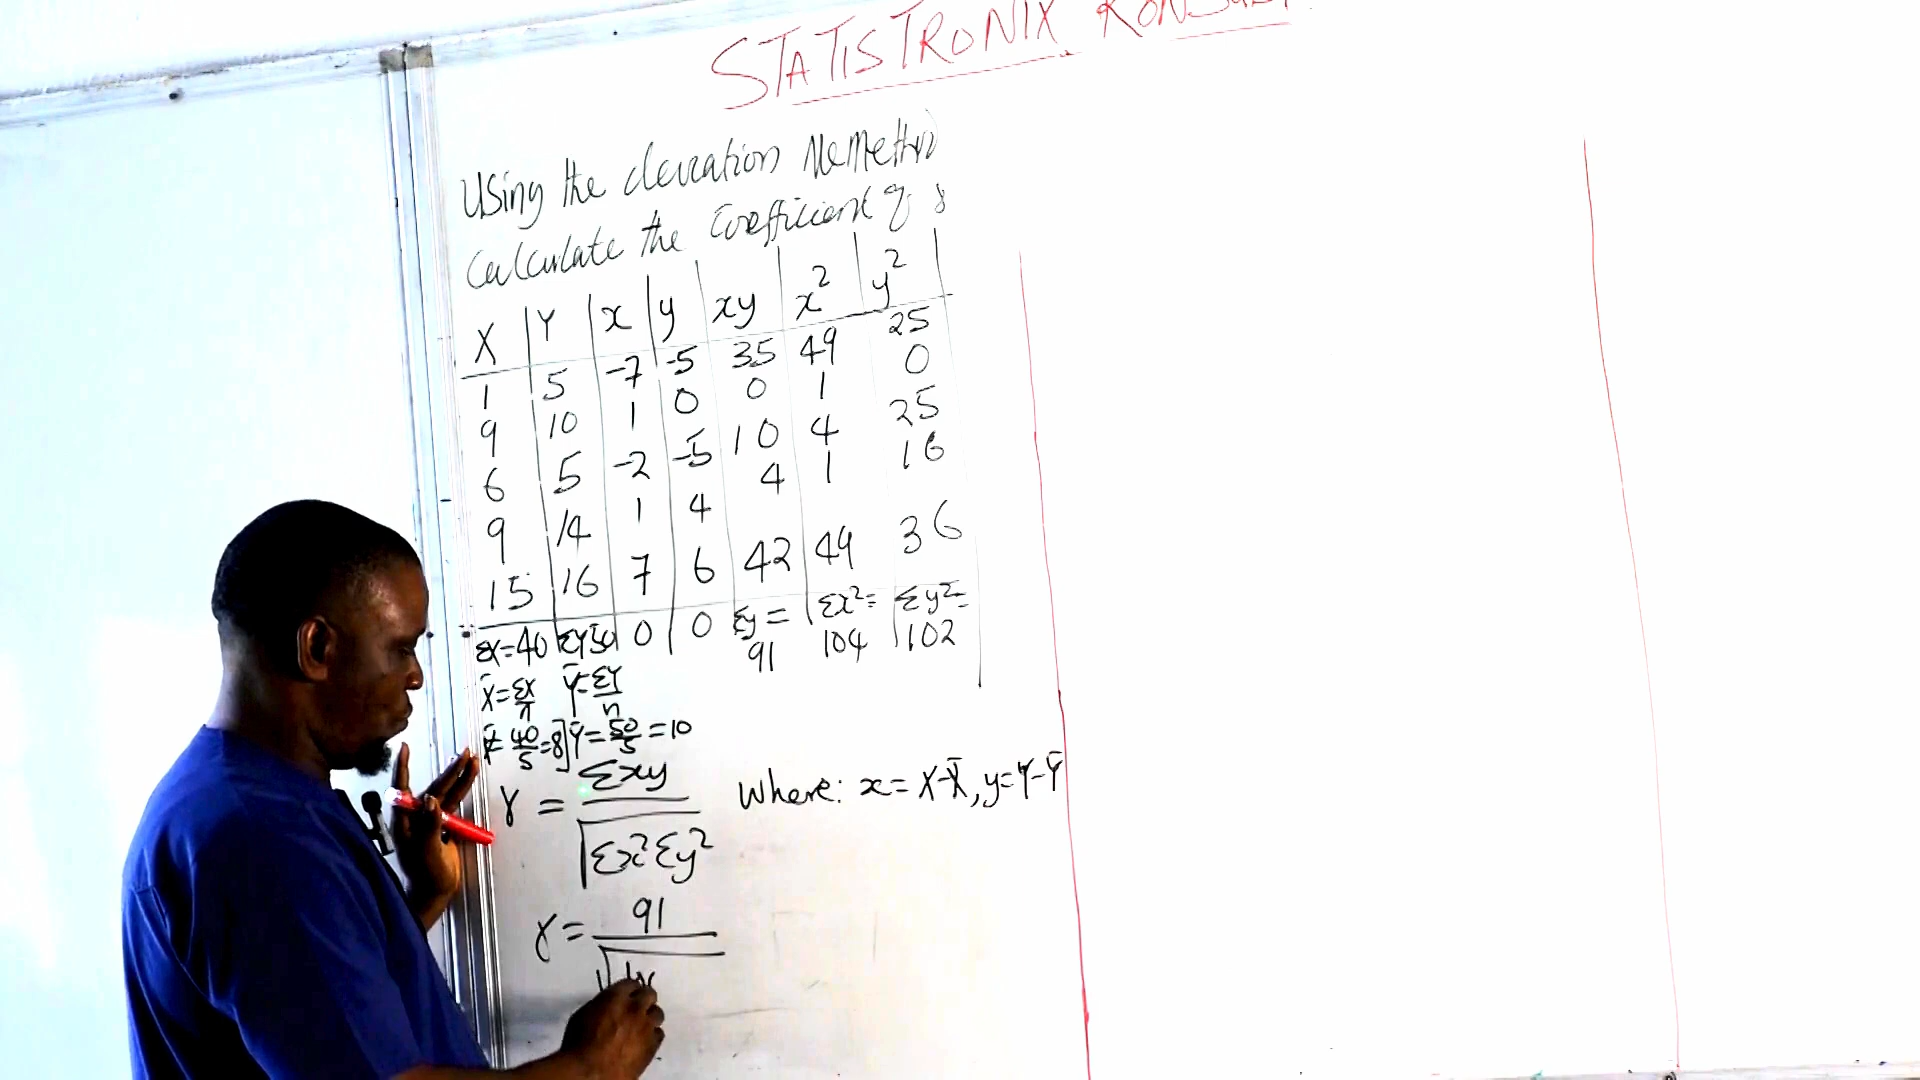 STATISTRONIX KONSULT
Using the deviation
Calculate the Coefficient of r
X Y x y xy x² y²
1 5 -7 -5 35 49 25
9 10 1 0 0 1 0
6 5 -2 -5 10 4 25
9 14 1 4 4 1 16
15 16 7 6 42 49 36
ΣX=40 ΣY=50 0 0 Σxy= 91 Σx²= 104 Σy²= 102
X̄=ΣX/n Ȳ=ΣY/n
X̄=40/5=8] Ȳ=50/5=10
r = Σxy/√Σx²Σy² Where: x=X-X̄, y=Y-Ȳ
r = 91/√